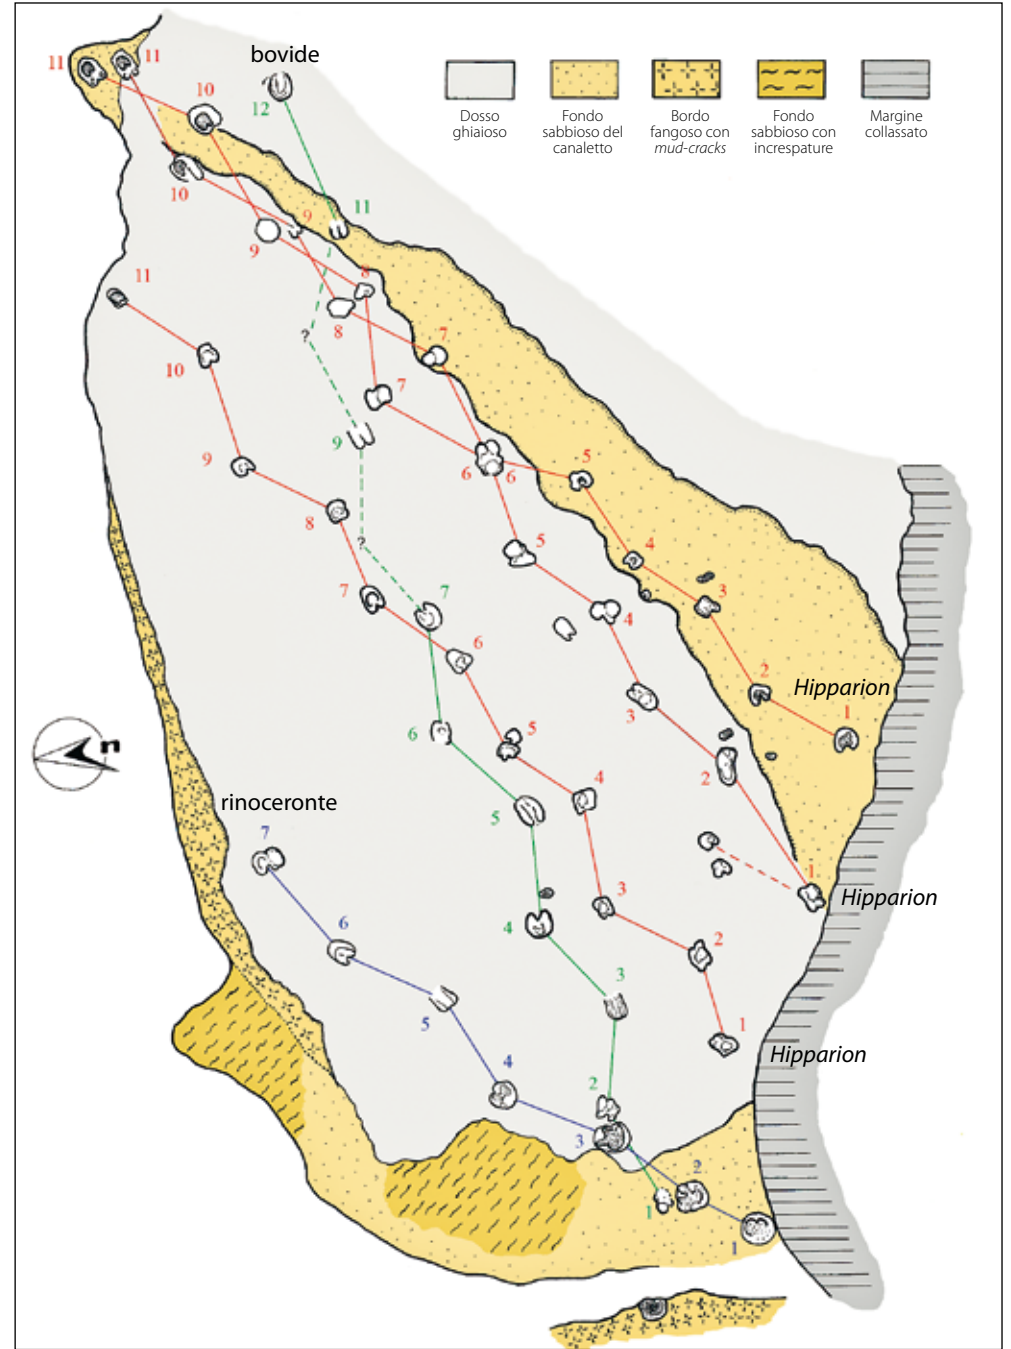 bovide
11
11
10
12
10
11
9
9
11
8
8
7
10
7
9
5
9
6
6
8
5
4
7
7
3
4
6
2
Hipparion
3
1
n
6
5
2
4
rinoceronte
5
7
1
Hipparion
3
6
4
2
3
5
1
Hipparion
4
2
3
2
1
1
Dosso
ghiaioso
Fondo
sabbioso del
canaletto
Bordo
fangoso con
mud-cracks
Fondo
sabbioso con
increspature
Margine
collassato
?
?